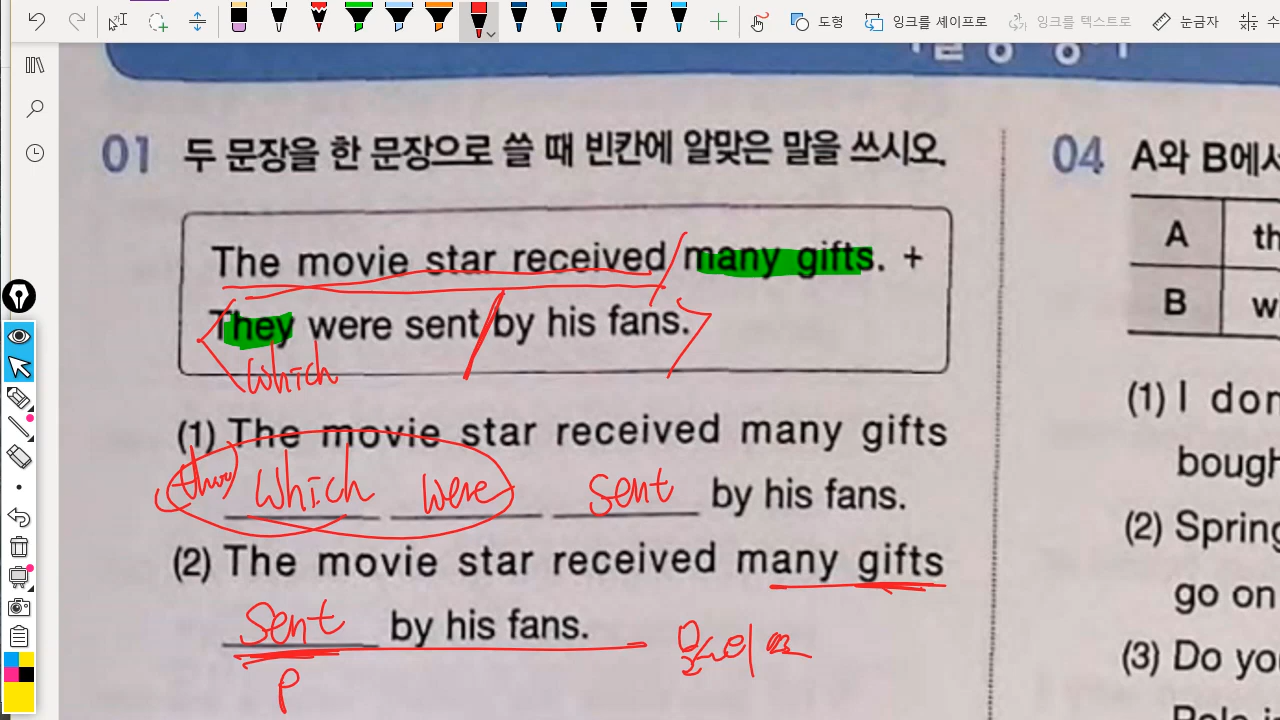 도형
잉크를 셰이프로
잉크를 텍스트로
눈금자
수
01 두 문장을 한 문장으로 쓸 때 빈칸에 알맞은 말을 쓰시오.
The movie star received many gifts. +
They were sent by his fans.
which
(1) The movie star received many gifts
which were sent by his fans.
(2) The movie star received many gifts
sent by his fans.
P
04 A와 B에서
A th
B w
(1) I don
bough
(2) Spring
go on
(3) Do yo